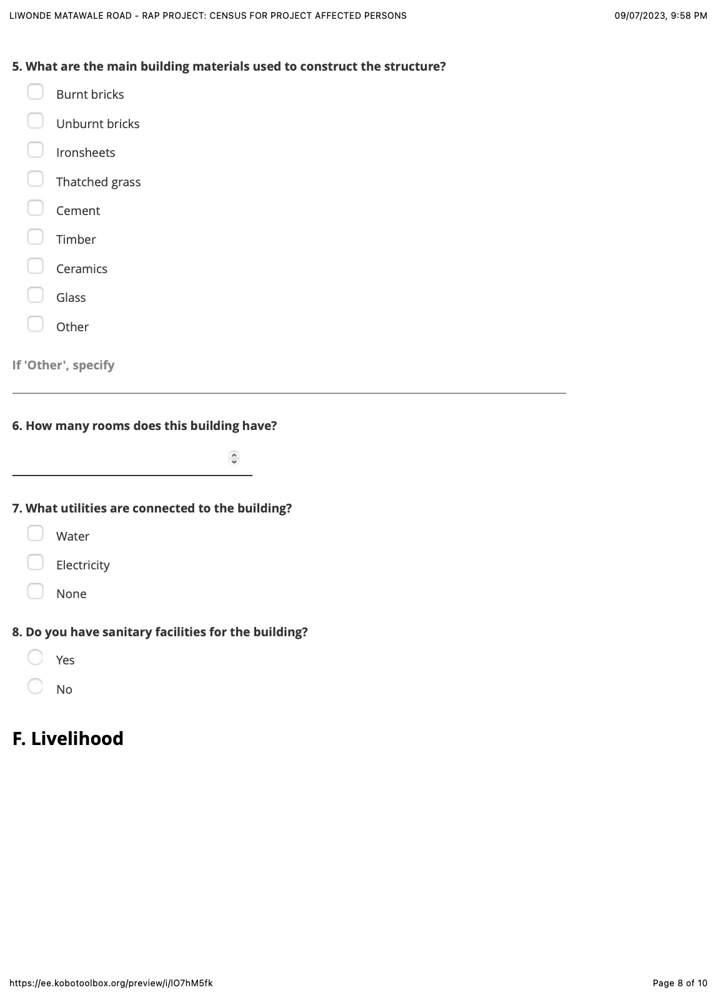 LIWONDE MATAWALE ROAD - RAP PROJECT: CENSUS FOR PROJECT AFFECTED PERSONS 09/07/2023, 9:58 PM
5. What are the main building materials used to construct the structure?
Burnt bricks
Unburnt bricks
Ironsheets
Thatched grass
Cement
Timber
Ceramics
Glass
Other
If 'Other', specify
6. How many rooms does this building have?
7. What utilities are connected to the building?
Water
Electricity
None
8. Do you have sanitary facilities for the building?
Yes
No
F. Livelihood
https://ee.kobotoolbox.org/preview/i/lO7hM5fk Page 8 of 10